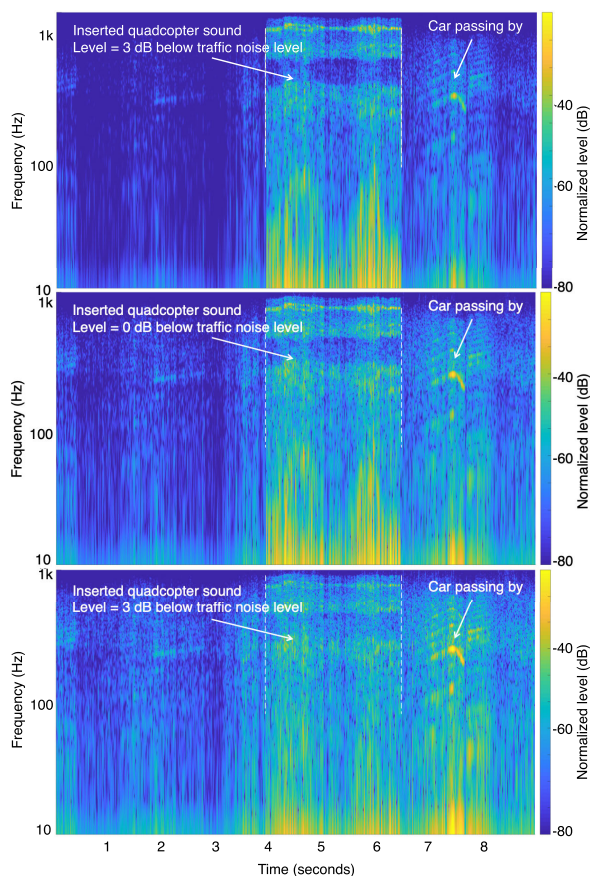 Inserted quadcopter sound
Level = 3 dB below traffic noise level
Car passing by
1k
100
10
Frequency (Hz)
-40
-60
-80
Normalized level (dB)
Inserted quadcopter sound
Level = 0 dB below traffic noise level
Car passing by
1k
100
10
Frequency (Hz)
-40
-60
-80
Normalized level (dB)
Inserted quadcopter sound
Level = 3 dB below traffic noise level
Car passing by
1k
100
10
Frequency (Hz)
-40
-60
-80
Normalized level (dB)
1 2 3 4 5 6 7 8
Time (seconds)